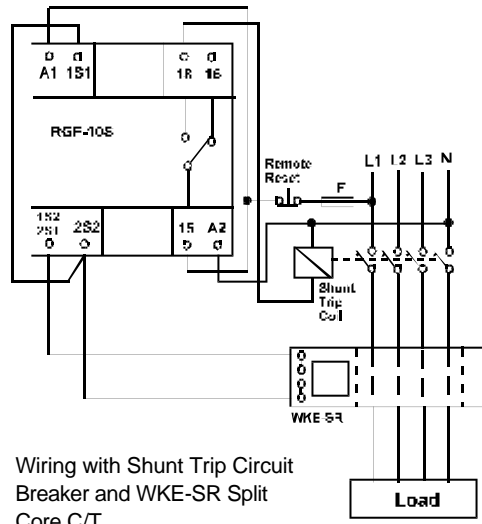 A1 1S1
18 16
RGF-10S
L1 L2 L3 N
Remote
Reset
F
1S2
2S1 2S2
15 A2
Shunt
Trip
Coil
WKE-SR
Wiring with Shunt Trip Circuit
Breaker and WKE-SR Split
Core C/T
Load